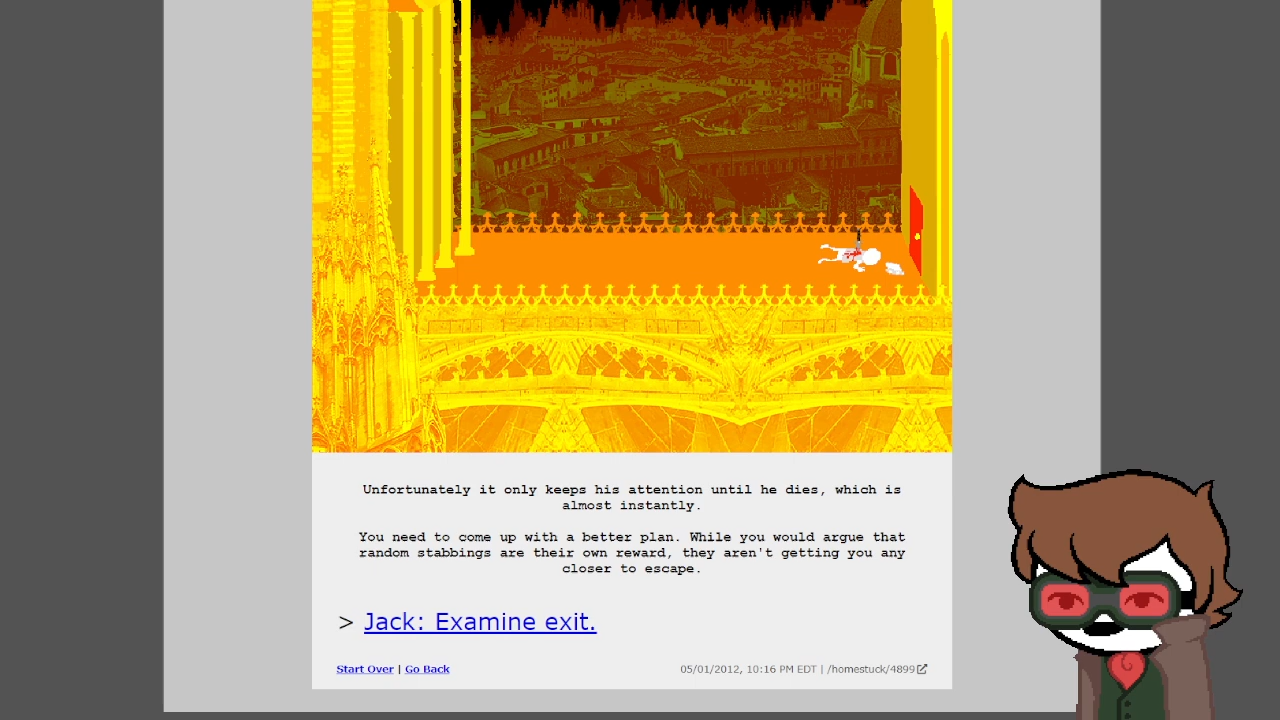 Unfortunately it only keeps his attention until he dies, which is
almost instantly.
You need to come up with a better plan. While you would argue that
random stabbings are their own reward, they aren't getting you any
closer to escape.
> Jack: Examine exit.
Start Over | Go Back
05/01/2012, 10:16 PM EDT | /homestuck/4899